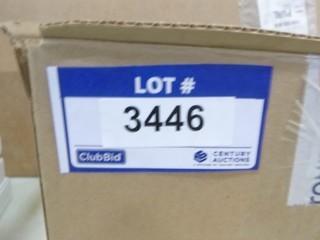 LOT #
3446
ClubBid
CENTURY
AUCTIONS